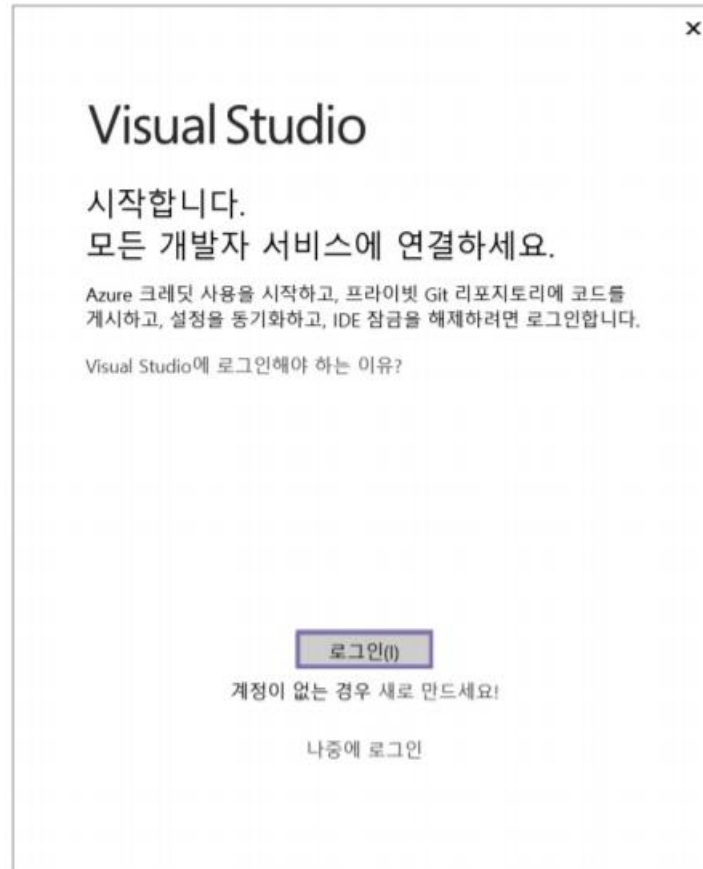 Visual Studio
시작합니다.
모든 개발자 서비스에 연결하세요.
Azure 크레딧 사용을 시작하고, 프라이빗 Git 리포지토리에 코드를
게시하고, 설정을 동기화하고, IDE 잠금을 해제하려면 로그인합니다.
Visual Studio에 로그인해야 하는 이유?
로그인(I)
계정이 없는 경우 새로 만드세요!
나중에 로그인